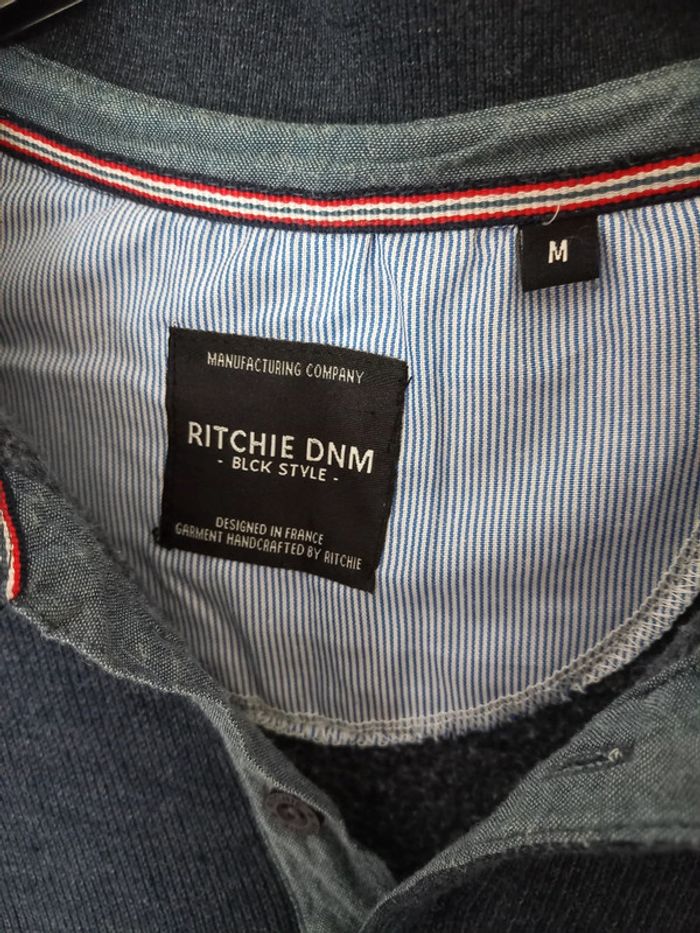 M
MANUFACTURING COMPANY
RITCHIE DNM
- BLCK STYLE -
DESIGNED IN FRANCE
GARMENT HANDCRAFTED BY RITCHIE